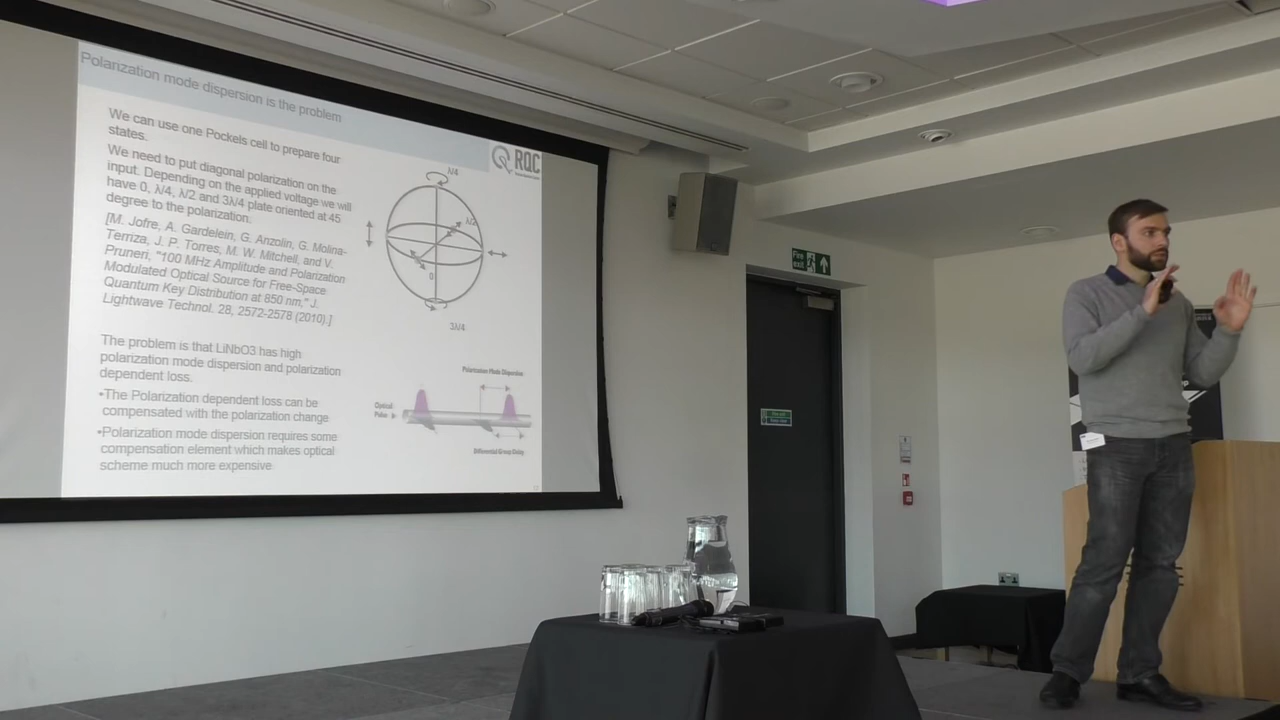 Polarization mode dispersion is the problem
We can use one Pockels cell to prepare four
states.
We need to put diagonal polarization on the
input. Depending on the applied voltage we will
have 0, λ/4, λ/2 and 3λ/4 plate oriented at 45
degree to the polarization.
[M. Jofre, A. Gardelein, G. Anzolin, G. Molina-
Terriza, J. P. Torres, M. W. Mitchell, and V.
Pruneri, "100 MHz Amplitude and Polarization
Modulated Optical Source for Free-Space
Quantum Key Distribution at 850 nm," J.
Lightwave Technol. 28, 2572-2578 (2010).]
The problem is that LiNbO3 has high
polarization mode dispersion and polarization
dependent loss.
•The Polarization dependent loss can be
compensated with the polarization change
•Polarization mode dispersion requires some
compensation element which makes optical
scheme much more expensive
RQC
λ/4
λ/2
0
3λ/4
Polarization Mode Dispersion
Optical
Pulse
Differential Group Delay
Fire
exit